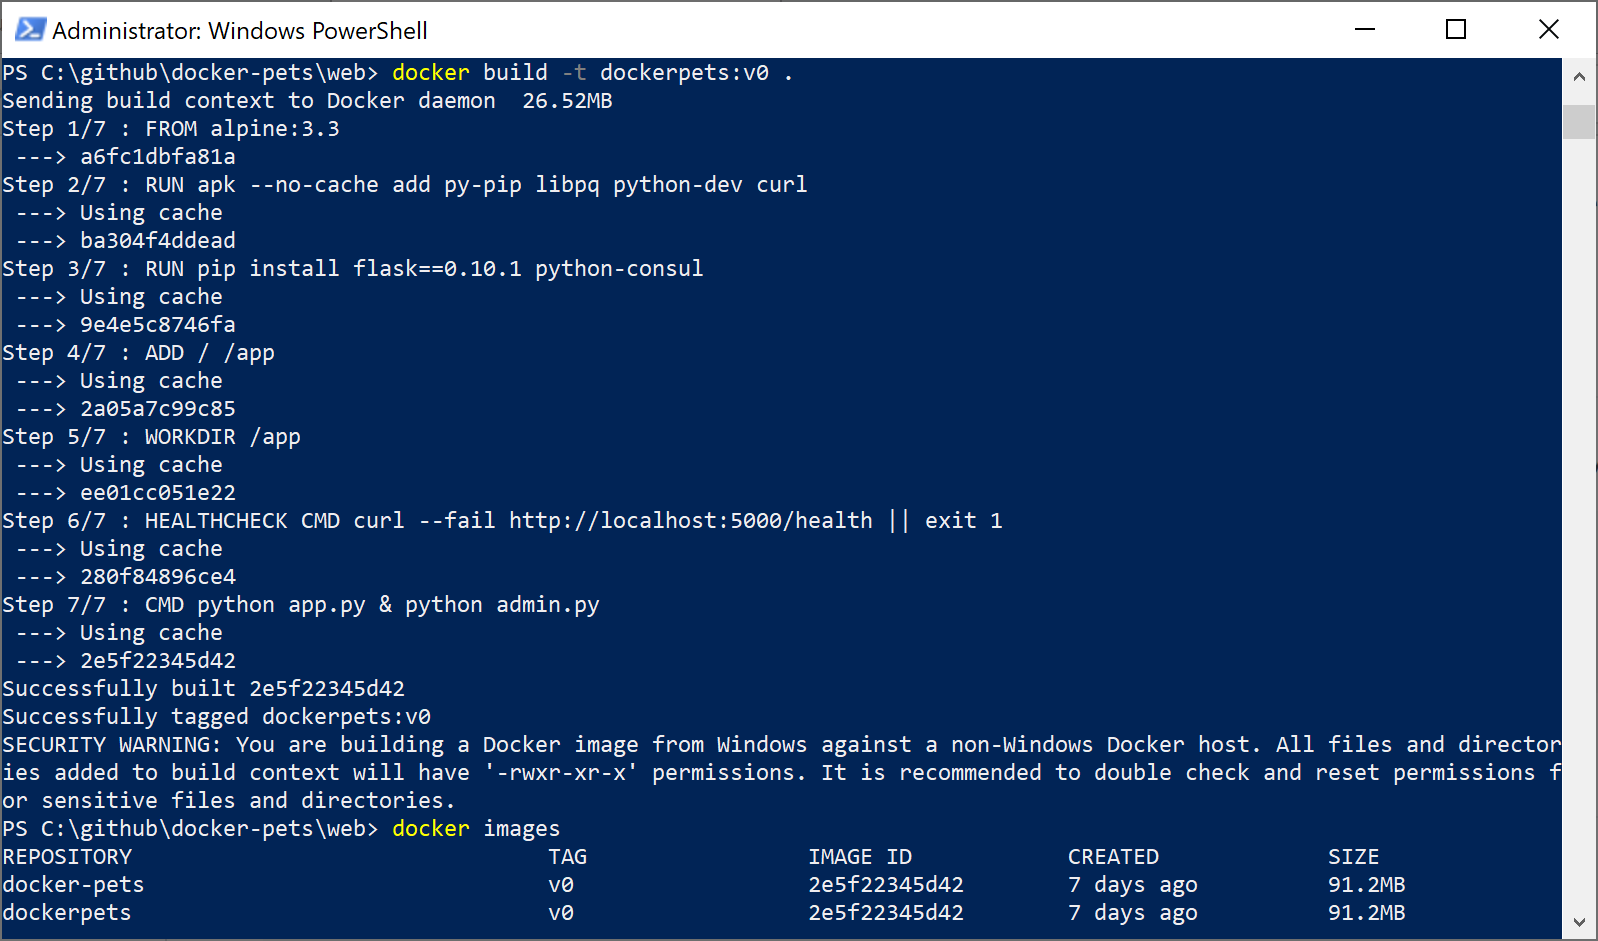 Administrator: Windows PowerShell
PS C:\github\docker-pets\web> docker build -t dockerpets:v0 .
Sending build context to Docker daemon  26.52MB
Step 1/7 : FROM alpine:3.3
 ---> a6fc1dbfa81a
Step 2/7 : RUN apk --no-cache add py-pip libpq python-dev curl
 ---> Using cache
 ---> ba304f4ddead
Step 3/7 : RUN pip install flask==0.10.1 python-consul
 ---> Using cache
 ---> 9e4e5c8746fa
Step 4/7 : ADD / /app
 ---> Using cache
 ---> 2a05a7c99c85
Step 5/7 : WORKDIR /app
 ---> Using cache
 ---> ee01cc051e22
Step 6/7 : HEALTHCHECK CMD curl --fail http://localhost:5000/health || exit 1
 ---> Using cache
 ---> 280f84896ce4
Step 7/7 : CMD python app.py & python admin.py
 ---> Using cache
 ---> 2e5f22345d42
Successfully built 2e5f22345d42
Successfully tagged dockerpets:v0
SECURITY WARNING: You are building a Docker image from Windows against a non-Windows Docker host. All files and director
ies added to build context will have '-rwxr-xr-x' permissions. It is recommended to double check and reset permissions f
or sensitive files and directories.
PS C:\github\docker-pets\web> docker images
REPOSITORY                                TAG                 IMAGE ID            CREATED             SIZE
docker-pets                               v0                  2e5f22345d42        7 days ago          91.2MB
dockerpets                                v0                  2e5f22345d42        7 days ago          91.2MB